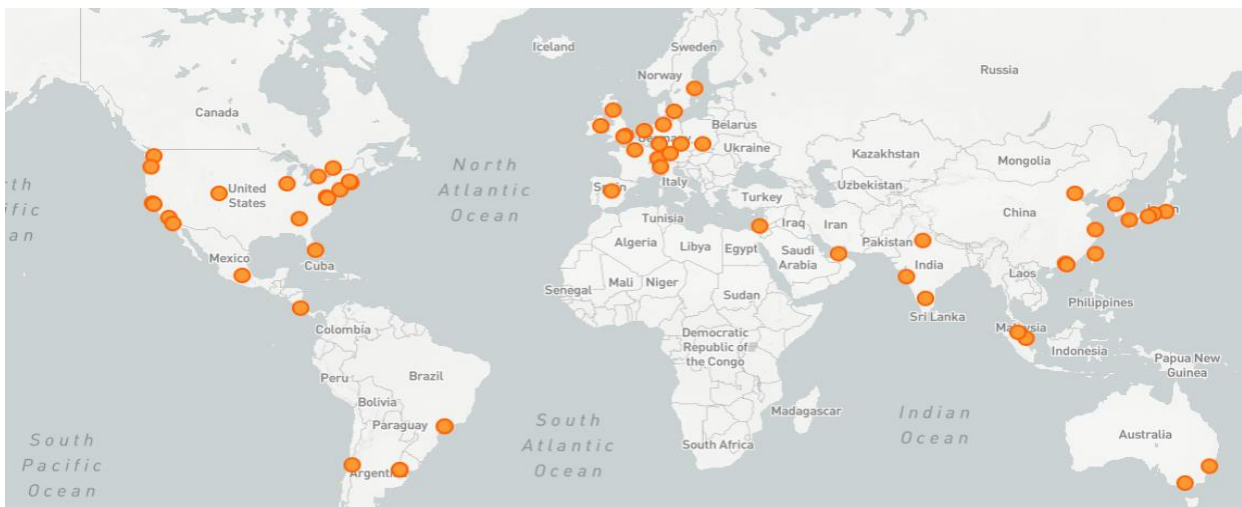 Iceland
Sweden
Norway
Russia
Canada
Belarus
Ukraine
Kazakhstan
Mongolia
North
Atlantic
Ocean
United
States
Italy
Turkey
Uzbekistan
China
Tunisia
Iraq
Iran
Algeria
Libya
Egypt
Saudi
Arabia
Pakistan
India
Laos
Mexico
Cuba
Senegal
Mali
Niger
Sudan
Philippines
Sri Lanka
Colombia
Democratic
Republic of
the Congo
Indonesia
Papua New
Guinea
Peru
Brazil
Bolivia
Paraguay
Madagascar
Indian
Ocean
South
Atlantic
Ocean
South Africa
Australia
South
Pacific
Ocean